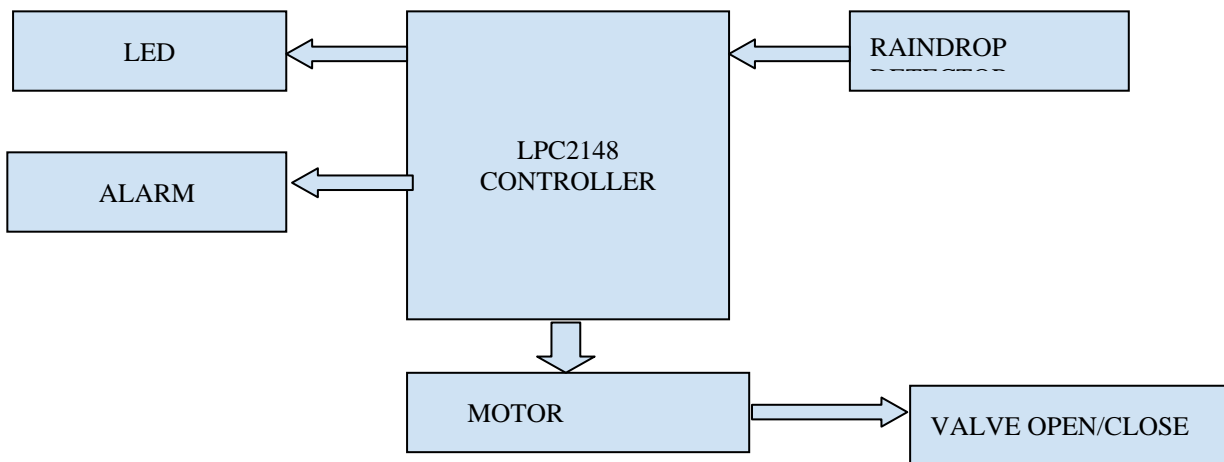 LED
RAINDROP
LPC2148
CONTROLLER
ALARM
MOTOR
VALVE OPEN/CLOSE